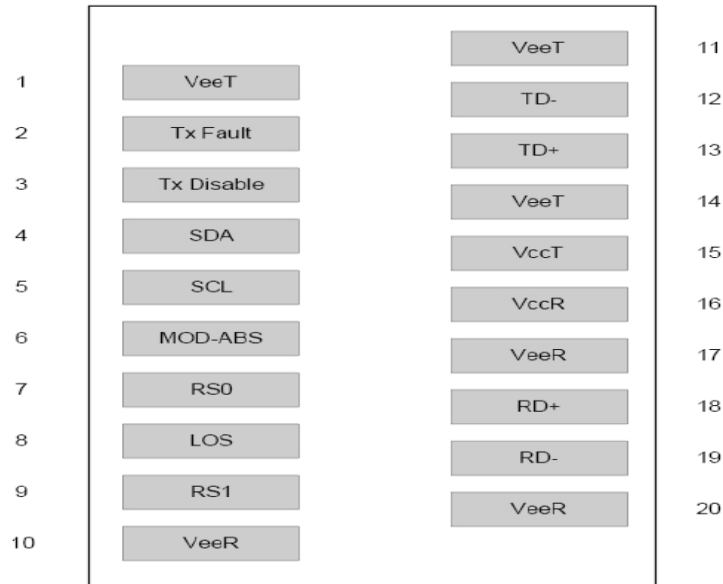 1 VeeT
2 Tx Fault
3 Tx Disable
4 SDA
5 SCL
6 MOD-ABS
7 RS0
8 LOS
9 RS1
10 VeeR
VeeT 11
TD- 12
TD+ 13
VeeT 14
VccT 15
VccR 16
VeeR 17
RD+ 18
RD- 19
VeeR 20